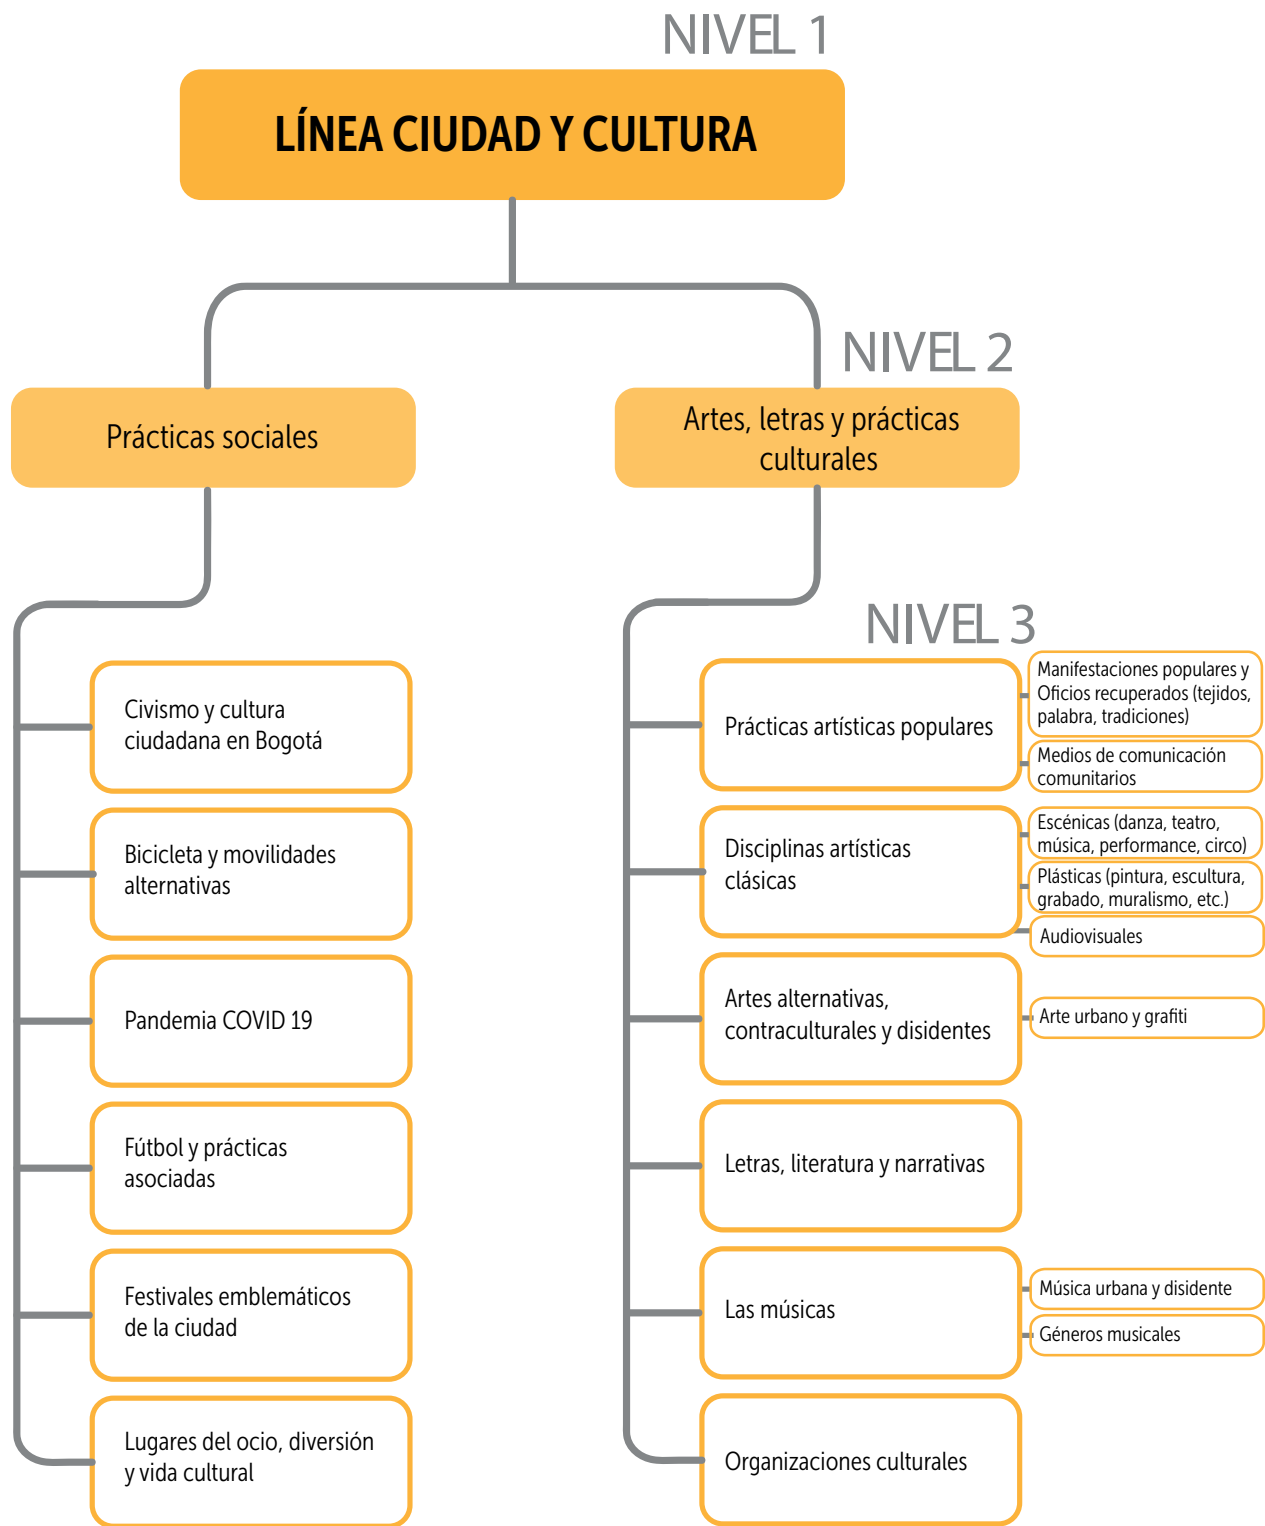 NIVEL 1
LÍNEA CIUDAD Y CULTURA
NIVEL 2
Prácticas sociales
Artes, letras y prácticas
culturales
NIVEL 3
Civismo y cultura
ciudadana en Bogotá
Bicicleta y movilidades
alternativas
Pandemia COVID 19
Fútbol y prácticas
asociadas
Festivales emblemáticos
de la ciudad
Lugares del ocio, diversión
y vida cultural
Prácticas artísticas populares
Manifestaciones populares y
Oficios recuperados (tejidos,
palabra, tradiciones)
Medios de comunicación
comunitarios
Disciplinas artísticas
clásicas
Escénicas (danza, teatro,
música, performance, circo)
Plásticas (pintura, escultura,
grabado, muralismo, etc.)
Audiovisuales
Artes alternativas,
contraculturales y disidentes
Arte urbano y grafiti
Letras, literatura y narrativas
Las músicas
Música urbana y disidente
Géneros musicales
Organizaciones culturales